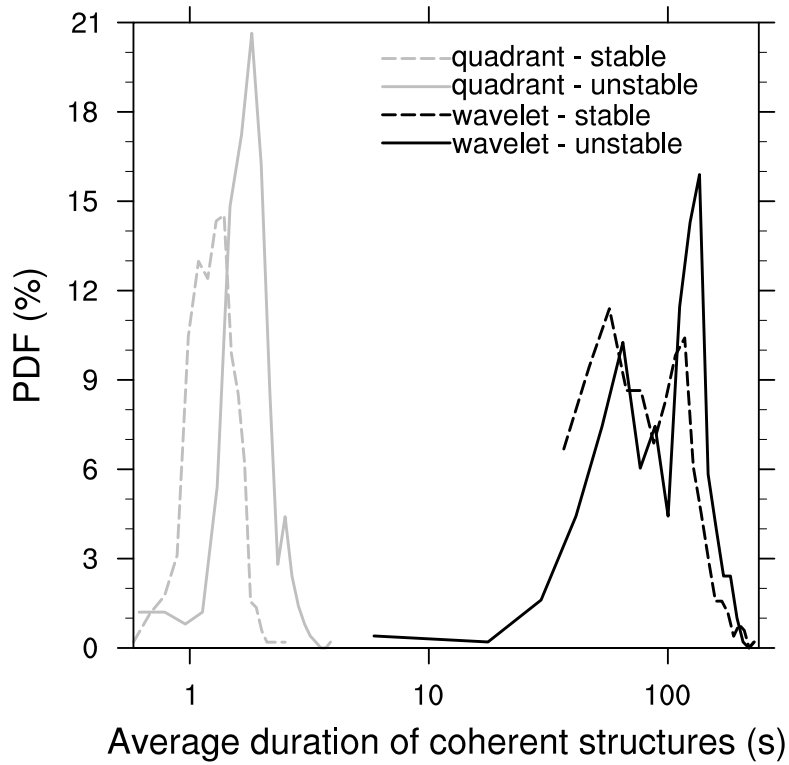 21
18
15
12
9
6
3
0
PDF (%)
quadrant - stable
quadrant - unstable
wavelet - stable
wavelet - unstable
1 10 100
Average duration of coherent structures (s)